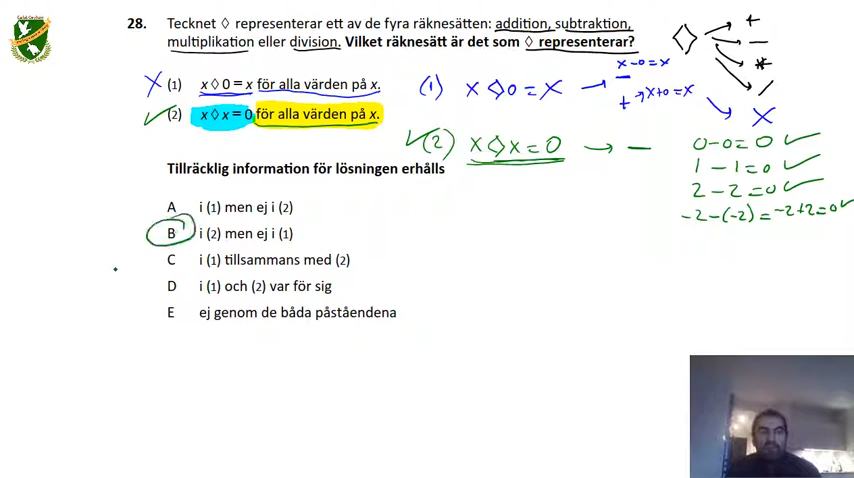 28. Tecknet ◊ representerar ett av de fyra räknesätten: addition, subtraktion,
multiplikation eller division. Vilket räknesätt är det som ◊ representerar?
◊ + − * /
(1) x ◊ 0 = x för alla värden på x.
(2) x ◊ x = 0 för alla värden på x.
(1) x ◊ 0 = x → x−0=x
−
+ → x+0=x
X
(2) x ◊ x = 0 → −
0−0=0 ✓
1−1=0 ✓
2−2=0 ✓
−2−(−2)=−2+2=0 ✓
Tillräcklig information för lösningen erhålls
A i (1) men ej i (2)
B i (2) men ej i (1)
C i (1) tillsammans med (2)
D i (1) och (2) var för sig
E ej genom de båda påståendena